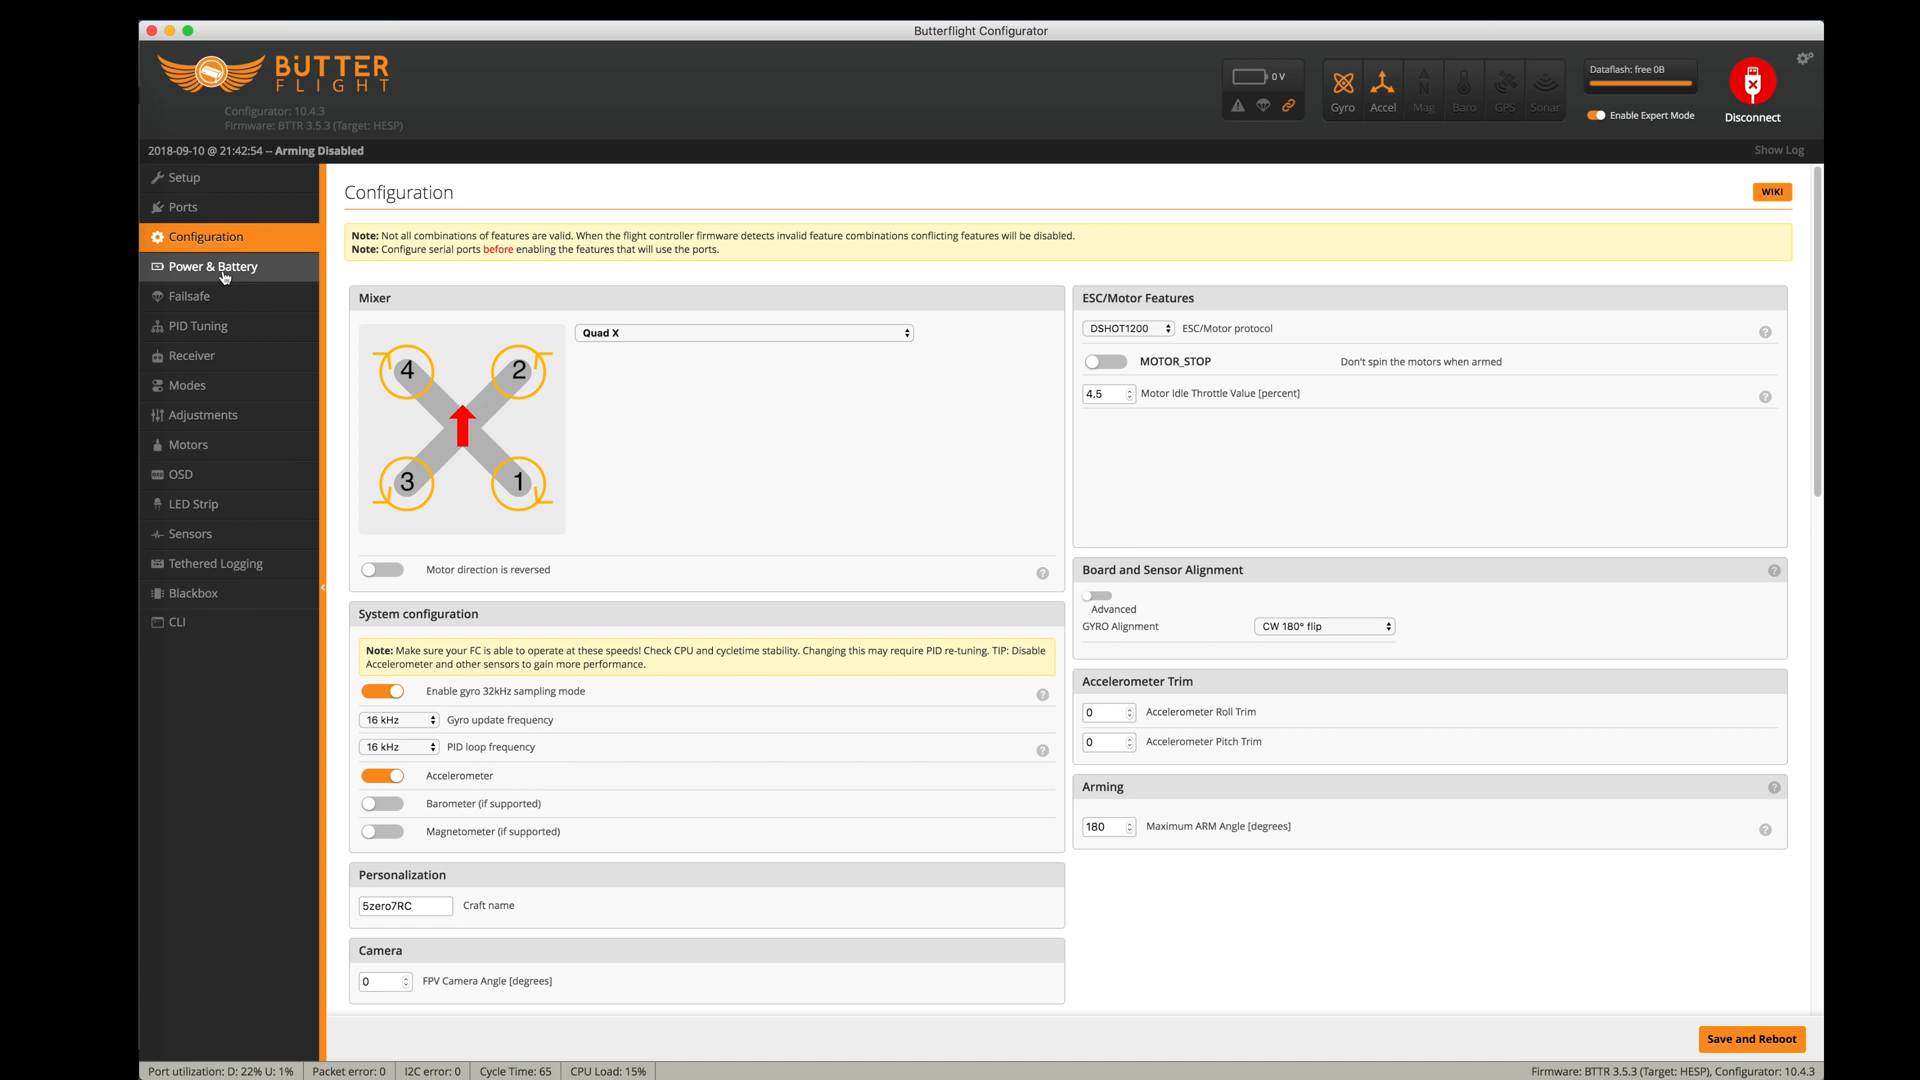 Butterflight Configurator
BUTTER
FLIGHT
Configurator: 10.4.3
Firmware: BTTR 3.5.3 (Target: HESP)
0 V
Gyro
Accel
Mag
Baro
GPS
Sonar
Dataflash: free 0B
Enable Expert Mode
Disconnect
2018-09-10 @ 21:42:54 -- Arming Disabled
Show Log
Setup
Ports
Configuration
Power & Battery
Failsafe
PID Tuning
Receiver
Modes
Adjustments
Motors
OSD
LED Strip
Sensors
Tethered Logging
Blackbox
CLI
Configuration
WIKI
Note: Not all combinations of features are valid. When the flight controller firmware detects invalid feature combinations conflicting features will be disabled.
Note: Configure serial ports before enabling the features that will use the ports.
Mixer
Quad X
4
2
3
1
Motor direction is reversed
?
System configuration
Note: Make sure your FC is able to operate at these speeds! Check CPU and cycletime stability. Changing this may require PID re-tuning. TIP: Disable
Accelerometer and other sensors to gain more performance.
Enable gyro 32kHz sampling mode
?
16 kHz Gyro update frequency
16 kHz PID loop frequency
?
Accelerometer
Barometer (if supported)
Magnetometer (if supported)
Personalization
5zero7RC Craft name
Camera
0 FPV Camera Angle [degrees]
ESC/Motor Features
DSHOT1200 ESC/Motor protocol
?
MOTOR_STOP Don't spin the motors when armed
4.5 Motor Idle Throttle Value [percent]
?
Board and Sensor Alignment
?
Advanced
GYRO Alignment CW 180° flip
Accelerometer Trim
0 Accelerometer Roll Trim
0 Accelerometer Pitch Trim
Arming
?
180 Maximum ARM Angle [degrees]
?
Save and Reboot
Port utilization: D: 22% U: 1% Packet error: 0 I2C error: 0 Cycle Time: 65 CPU Load: 15%
Firmware: BTTR 3.5.3 (Target: HESP), Configurator: 10.4.3